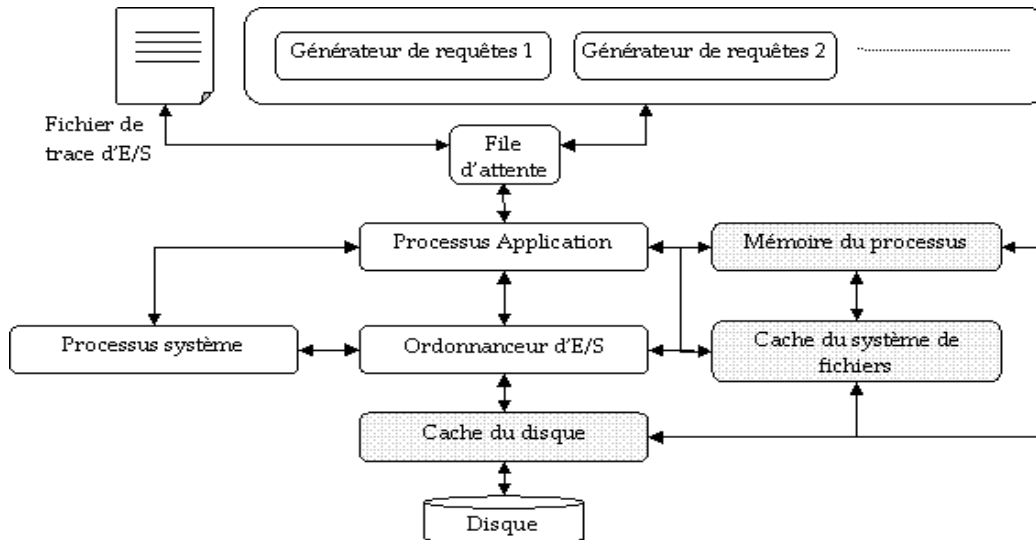 Générateur de requêtes 1
Générateur de requêtes 2
Fichier de
trace d'E/S
File
d'attente
Processus Application
Mémoire du processus
Processus système
Ordonnanceur d'E/S
Cache du système de
fichiers
Cache du disque
Disque